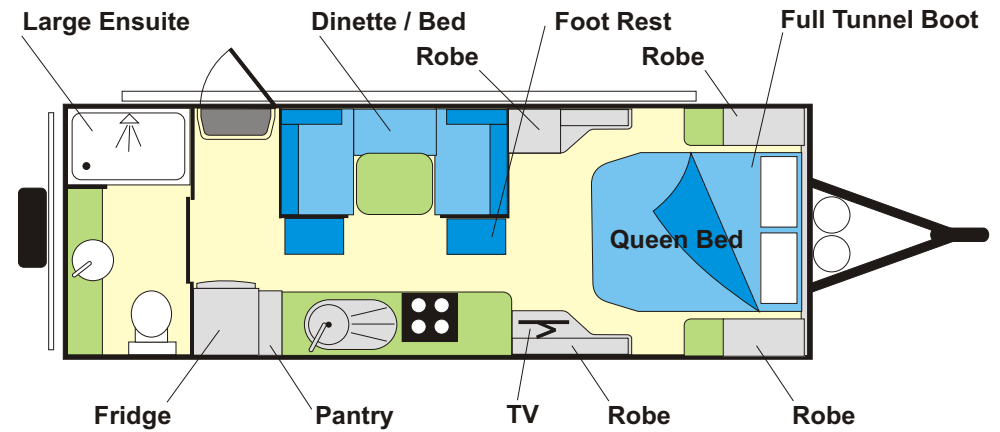 Large Ensuite
Dinette / Bed
Foot Rest
Full Tunnel Boot
Robe
Robe
Queen Bed
Fridge
Pantry
TV
Robe
Robe